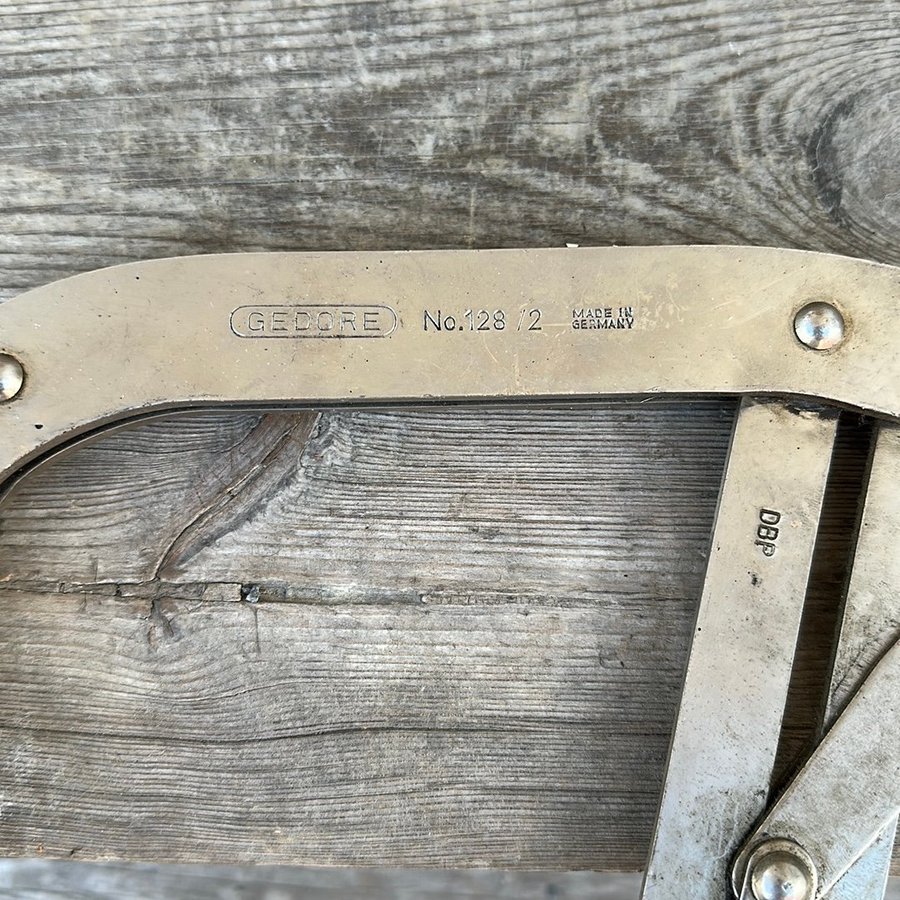 GEDORE No.128 /2 MADE IN
GERMANY
DBP